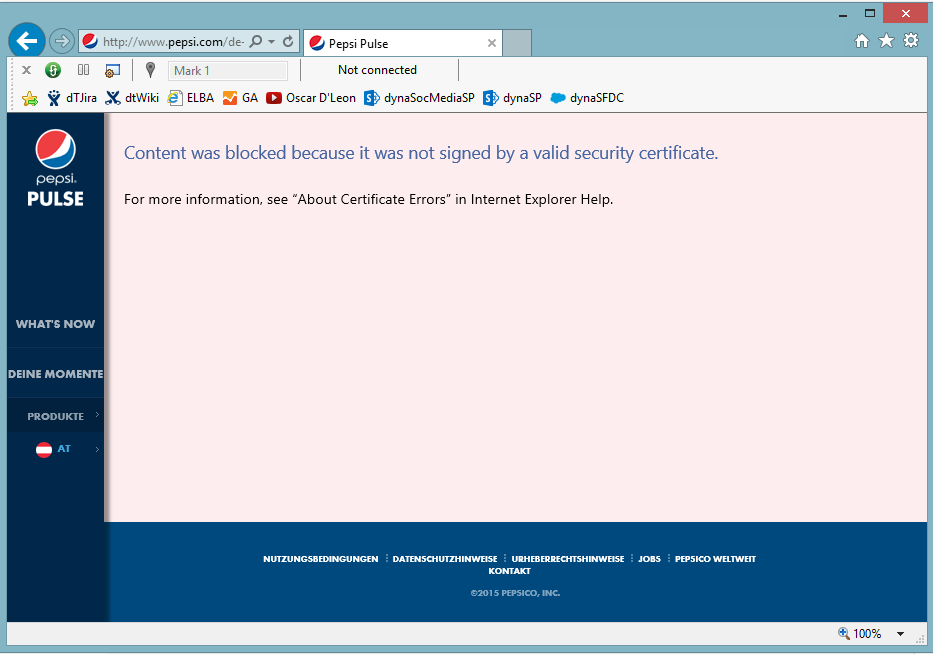 http://www.pepsi.com/de-
Pepsi Pulse
Mark 1
Not connected
dTJira dtWiki ELBA GA Oscar D'Leon dynaSocMediaSP dynaSP dynaSFDC
pepsi.
PULSE
WHAT'S NOW
DEINE MOMENTE
PRODUKTE
AT
Content was blocked because it was not signed by a valid security certificate.
For more information, see “About Certificate Errors” in Internet Explorer Help.
NUTZUNGSBEDINGUNGEN DATENSCHUTZHINWEISE URHEBERRECHTSHINWEISE JOBS PEPSICO WELTWEIT
KONTAKT
©2015 PEPSICO, INC.
100%